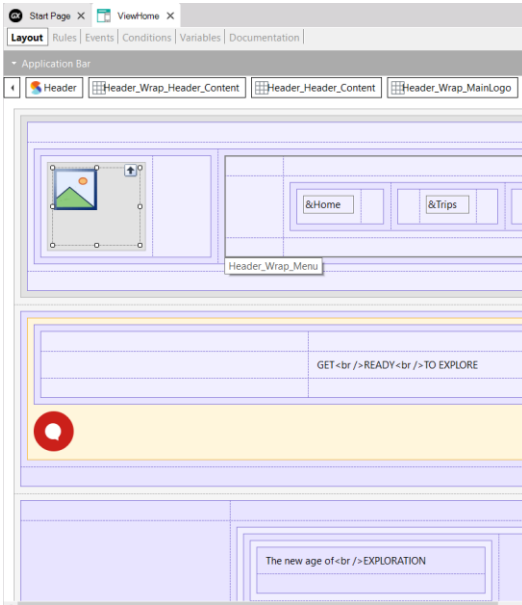 Start Page X ViewHome X
Layout Rules Events Conditions Variables Documentation
Application Bar
Header Header_Wrap_Header_Content Header_Header_Content Header_Wrap_MainLogo
&Home &Trips
Header_Wrap_Menu
GET<br />READY<br />TO EXPLORE
The new age of<br />EXPLORATION